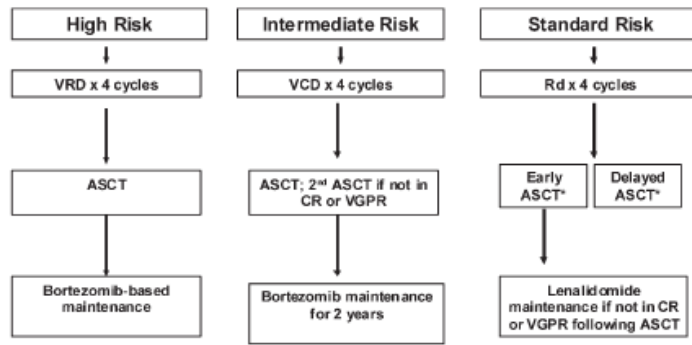 High Risk
Intermediate Risk
Standard Risk
VRD x 4 cycles
VCD x 4 cycles
Rd x 4 cycles
ASCT
ASCT; 2nd ASCT if not in
CR or VGPR
Early
ASCT*
Delayed
ASCT*
Bortezomib-based
maintenance
Bortezomib maintenance
for 2 years
Lenalidomide
maintenance if not in CR
or VGPR following ASCT